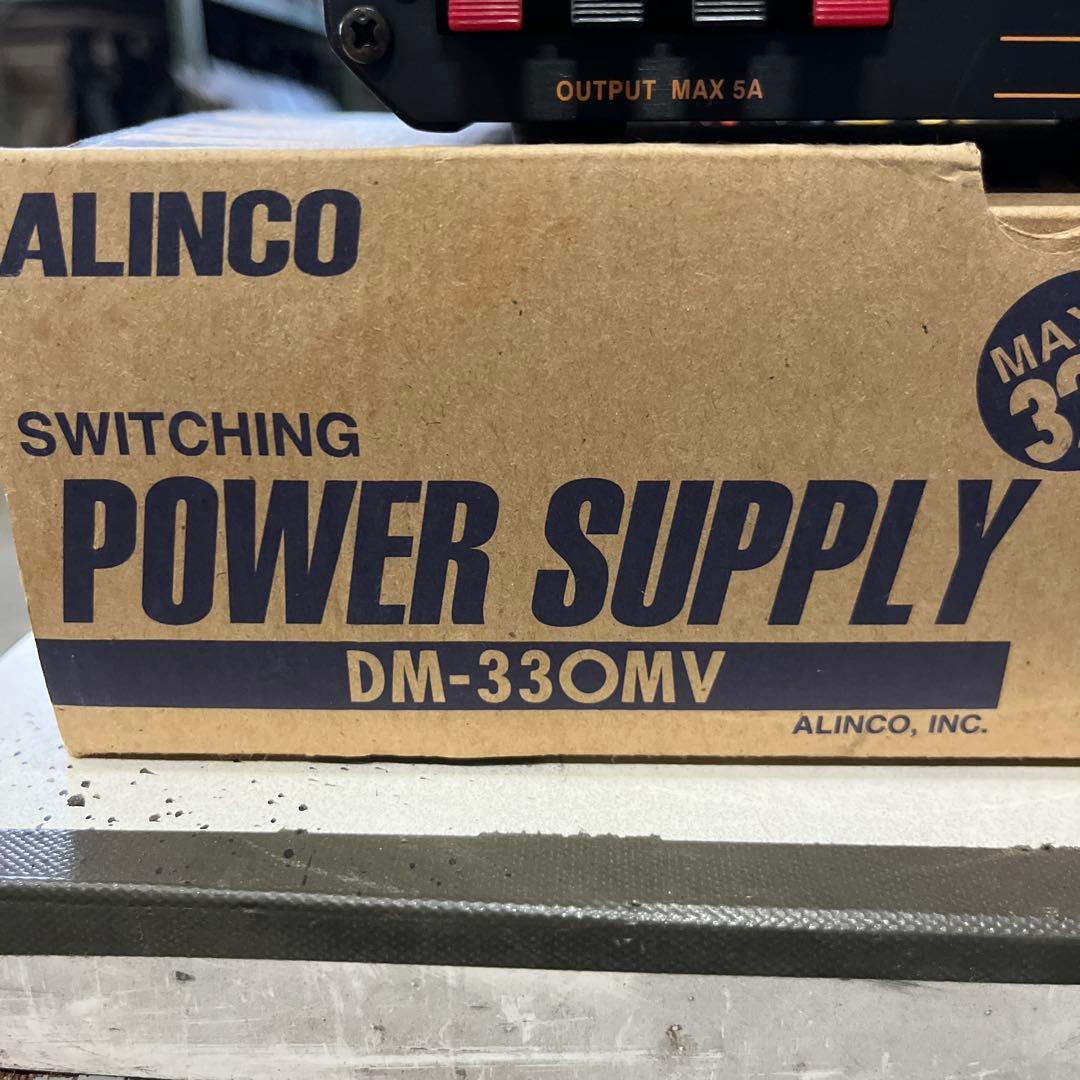 OUTPUT MAX 5A
ALINCO
MAX
SWITCHING
POWER SUPPLY
DM-330MV
ALINCO, INC.